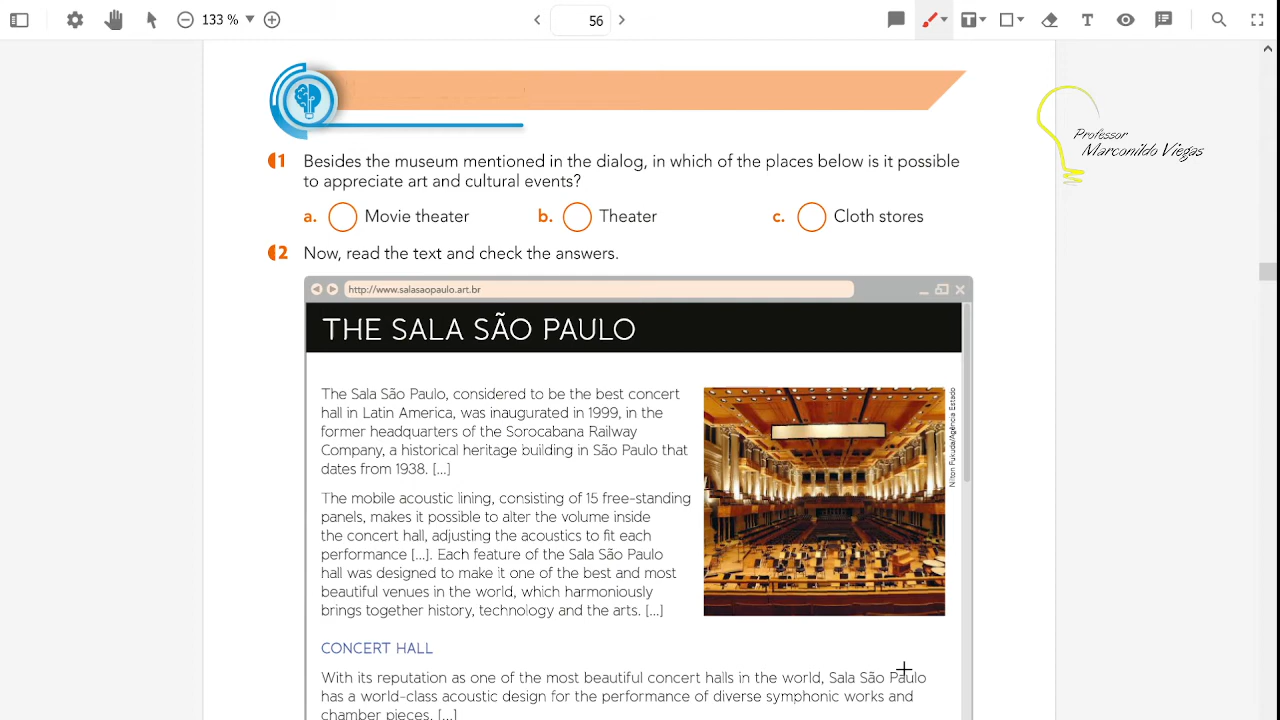 133 %
56
Professor
Marconildo Viegas
1 Besides the museum mentioned in the dialog, in which of the places below is it possible
to appreciate art and cultural events?
a. Movie theater b. Theater c. Cloth stores
2 Now, read the text and check the answers.
http://www.salasaopaulo.art.br
THE SALA SÃO PAULO
The Sala São Paulo, considered to be the best concert
hall in Latin America, was inaugurated in 1999, in the
former headquarters of the Sorocabana Railway
Company, a historical heritage building in São Paulo that
dates from 1938. [...]
The mobile acoustic lining, consisting of 15 free-standing
panels, makes it possible to alter the volume inside
the concert hall, adjusting the acoustics to fit each
performance [...]. Each feature of the Sala São Paulo
hall was designed to make it one of the best and most
beautiful venues in the world, which harmoniously
brings together history, technology and the arts. [...]
Nilton Fukuda/Agência Estado
CONCERT HALL
With its reputation as one of the most beautiful concert halls in the world, Sala São Paulo
has a world-class acoustic design for the performance of diverse symphonic works and
chamber pieces. [...]